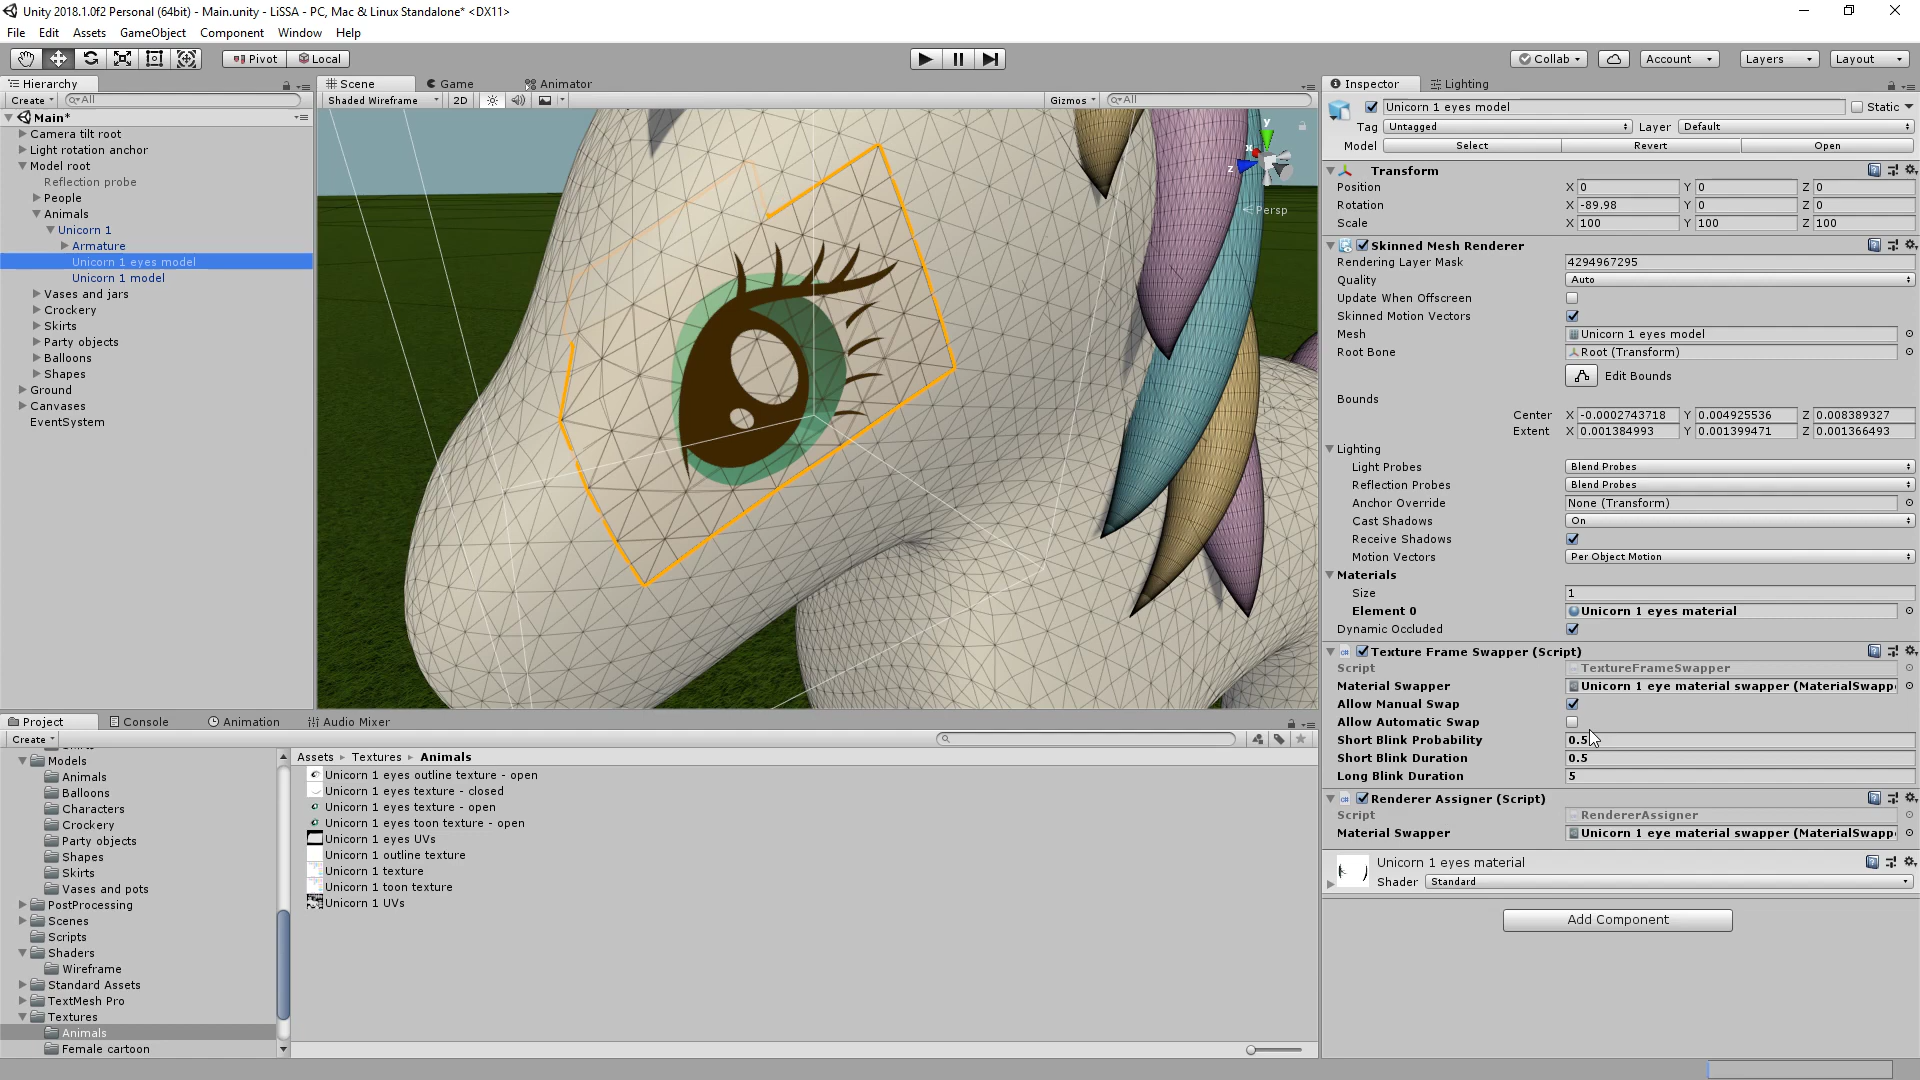 Unity 2018.1.0f2 Personal (64bit) - Main.unity - LiSSA - PC, Mac & Linux Standalone* <DX11>
File Edit Assets GameObject Component Window Help
Pivot Local Collab Account Layers Layout
Hierarchy
Create All
Main*
Camera tilt root
Light rotation anchor
Model root
Reflection probe
People
Animals
Unicorn 1
Armature
Unicorn 1 eyes model
Unicorn 1 model
Vases and jars
Crockery
Skirts
Party objects
Balloons
Shapes
Ground
Canvases
EventSystem
Scene Game Animator
Shaded Wireframe 2D Gizmos All
y
x
z
Persp
Project Console Animation Audio Mixer
Create
Models
Animals
Balloons
Characters
Crockery
Party objects
Shapes
Skirts
Vases and pots
PostProcessing
Scenes
Scripts
Shaders
Wireframe
Standard Assets
TextMesh Pro
Textures
Animals
Female cartoon
Assets Textures Animals
Unicorn 1 eyes outline texture - open
Unicorn 1 eyes texture - closed
Unicorn 1 eyes texture - open
Unicorn 1 eyes toon texture - open
Unicorn 1 eyes UVs
Unicorn 1 outline texture
Unicorn 1 texture
Unicorn 1 toon texture
Unicorn 1 UVs
Inspector Lighting
Unicorn 1 eyes model Static
Tag Untagged Layer Default
Model Select Revert Open
Transform
Position X 0 Y 0 Z 0
Rotation X -89.98 Y 0 Z 0
Scale X 100 Y 100 Z 100
Skinned Mesh Renderer
Rendering Layer Mask 4294967295
Quality Auto
Update When Offscreen
Skinned Motion Vectors
Mesh Unicorn 1 eyes model
Root Bone Root (Transform)
Edit Bounds
Bounds
Center X -0.0002743718 Y 0.004925536 Z 0.008389327
Extent X 0.001384993 Y 0.001399471 Z 0.001366493
Lighting
Light Probes Blend Probes
Reflection Probes Blend Probes
Anchor Override None (Transform)
Cast Shadows On
Receive Shadows
Motion Vectors Per Object Motion
Materials
Size 1
Element 0 Unicorn 1 eyes material
Dynamic Occluded
Texture Frame Swapper (Script)
Script TextureFrameSwapper
Material Swapper Unicorn 1 eye material swapper (MaterialSwapp
Allow Manual Swap
Allow Automatic Swap
Short Blink Probability 0.5
Short Blink Duration 0.5
Long Blink Duration 5
Renderer Assigner (Script)
Script RendererAssigner
Material Swapper Unicorn 1 eye material swapper (MaterialSwapp
Unicorn 1 eyes material
Shader Standard
Add Component